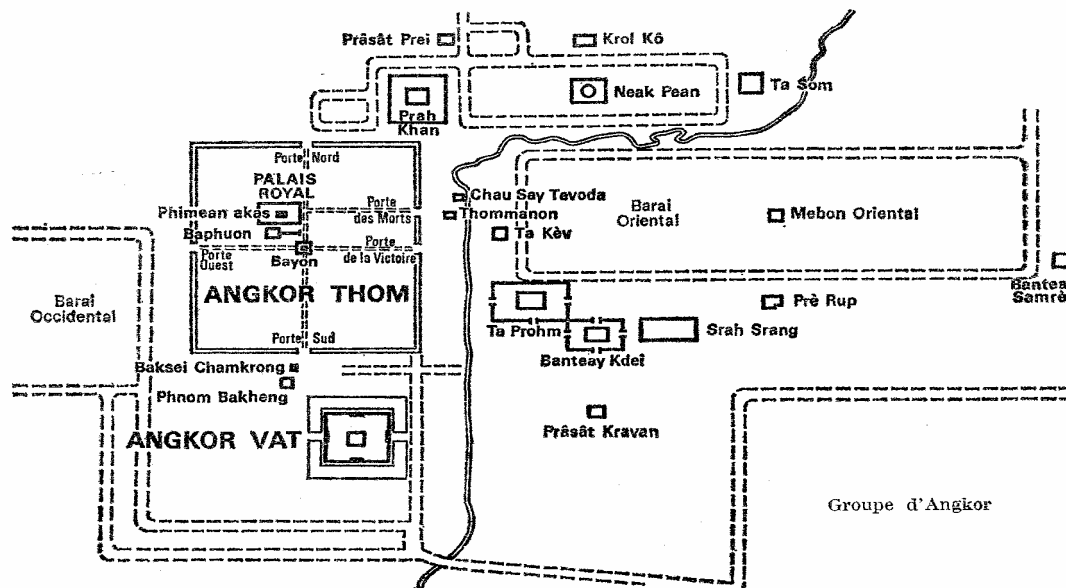 Prâsât Prei
Krol Kô
Neak Pean
Ta Som
Prah
Khan
Porte Nord
PALAIS
ROYAL
Porte
des Morts
Phimean akas
Baphuon
Porte
Ouest
Bayon
Porte
de la Victoire
ANGKOR THOM
Porte Sud
Chau Say Tevoda
Thommanon
Ta Kèv
Barai
Oriental
Mebon Oriental
Bantea
Samrè
Barai
Occidental
Ta Prohm
Banteay Kdei
Srah Srang
Prè Rup
Baksei Chamkrong
Phnom Bakheng
ANGKOR VAT
Prâsât Kravan
Groupe d'Angkor